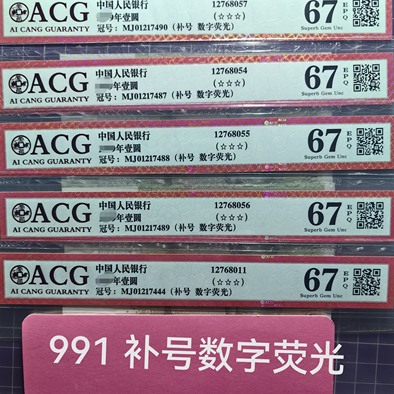 ACG
AI CANG GUARANTY
中国人民银行
9年壹圆
冠号：MJ01217490（补号 数字荧光）
12768057
（☆☆☆）
67
EPQ
Superb Gem Unc
ACG
AI CANG GUARANTY
中国人民银行
年壹圆
冠号：MJ01217487（补号 数字荧光）
12768054
（☆☆☆）
67
EPQ
Superb Gem Unc
ACG
AI CANG GUARANTY
中国人民银行
年壹圆
冠号：MJ01217488（补号 数字荧光）
12768055
（☆☆☆）
67
EPQ
Superb Gem Unc
ACG
AI CANG GUARANTY
中国人民银行
年壹圆
冠号：MJ01217489（补号 数字荧光）
12768056
（☆☆☆）
67
EPQ
Superb Gem Unc
ACG
AI CANG GUARANTY
中国人民银行
年壹圆
冠号：MJ01217444（补号 数字荧光）
12768011
（☆☆☆）
67
EPQ
Superb Gem Unc
991 补号数字荧光